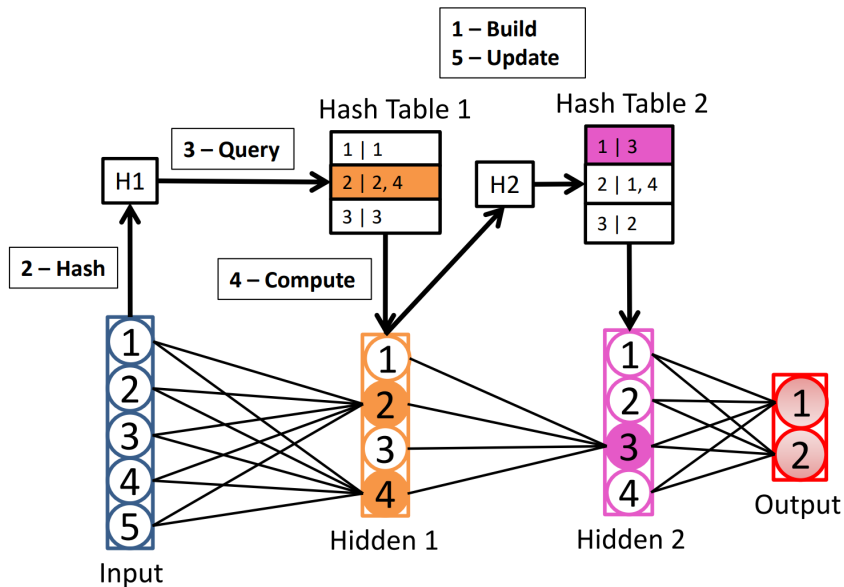 1 – Build
5 – Update
Hash Table 1
Hash Table 2
3 – Query
H1
1 | 1
2 | 2, 4
3 | 3
H2
1 | 3
2 | 1, 4
3 | 2
2 – Hash
4 – Compute
1
2
3
4
5
1
2
3
4
1
2
3
4
1
2
Input
Hidden 1
Hidden 2
Output